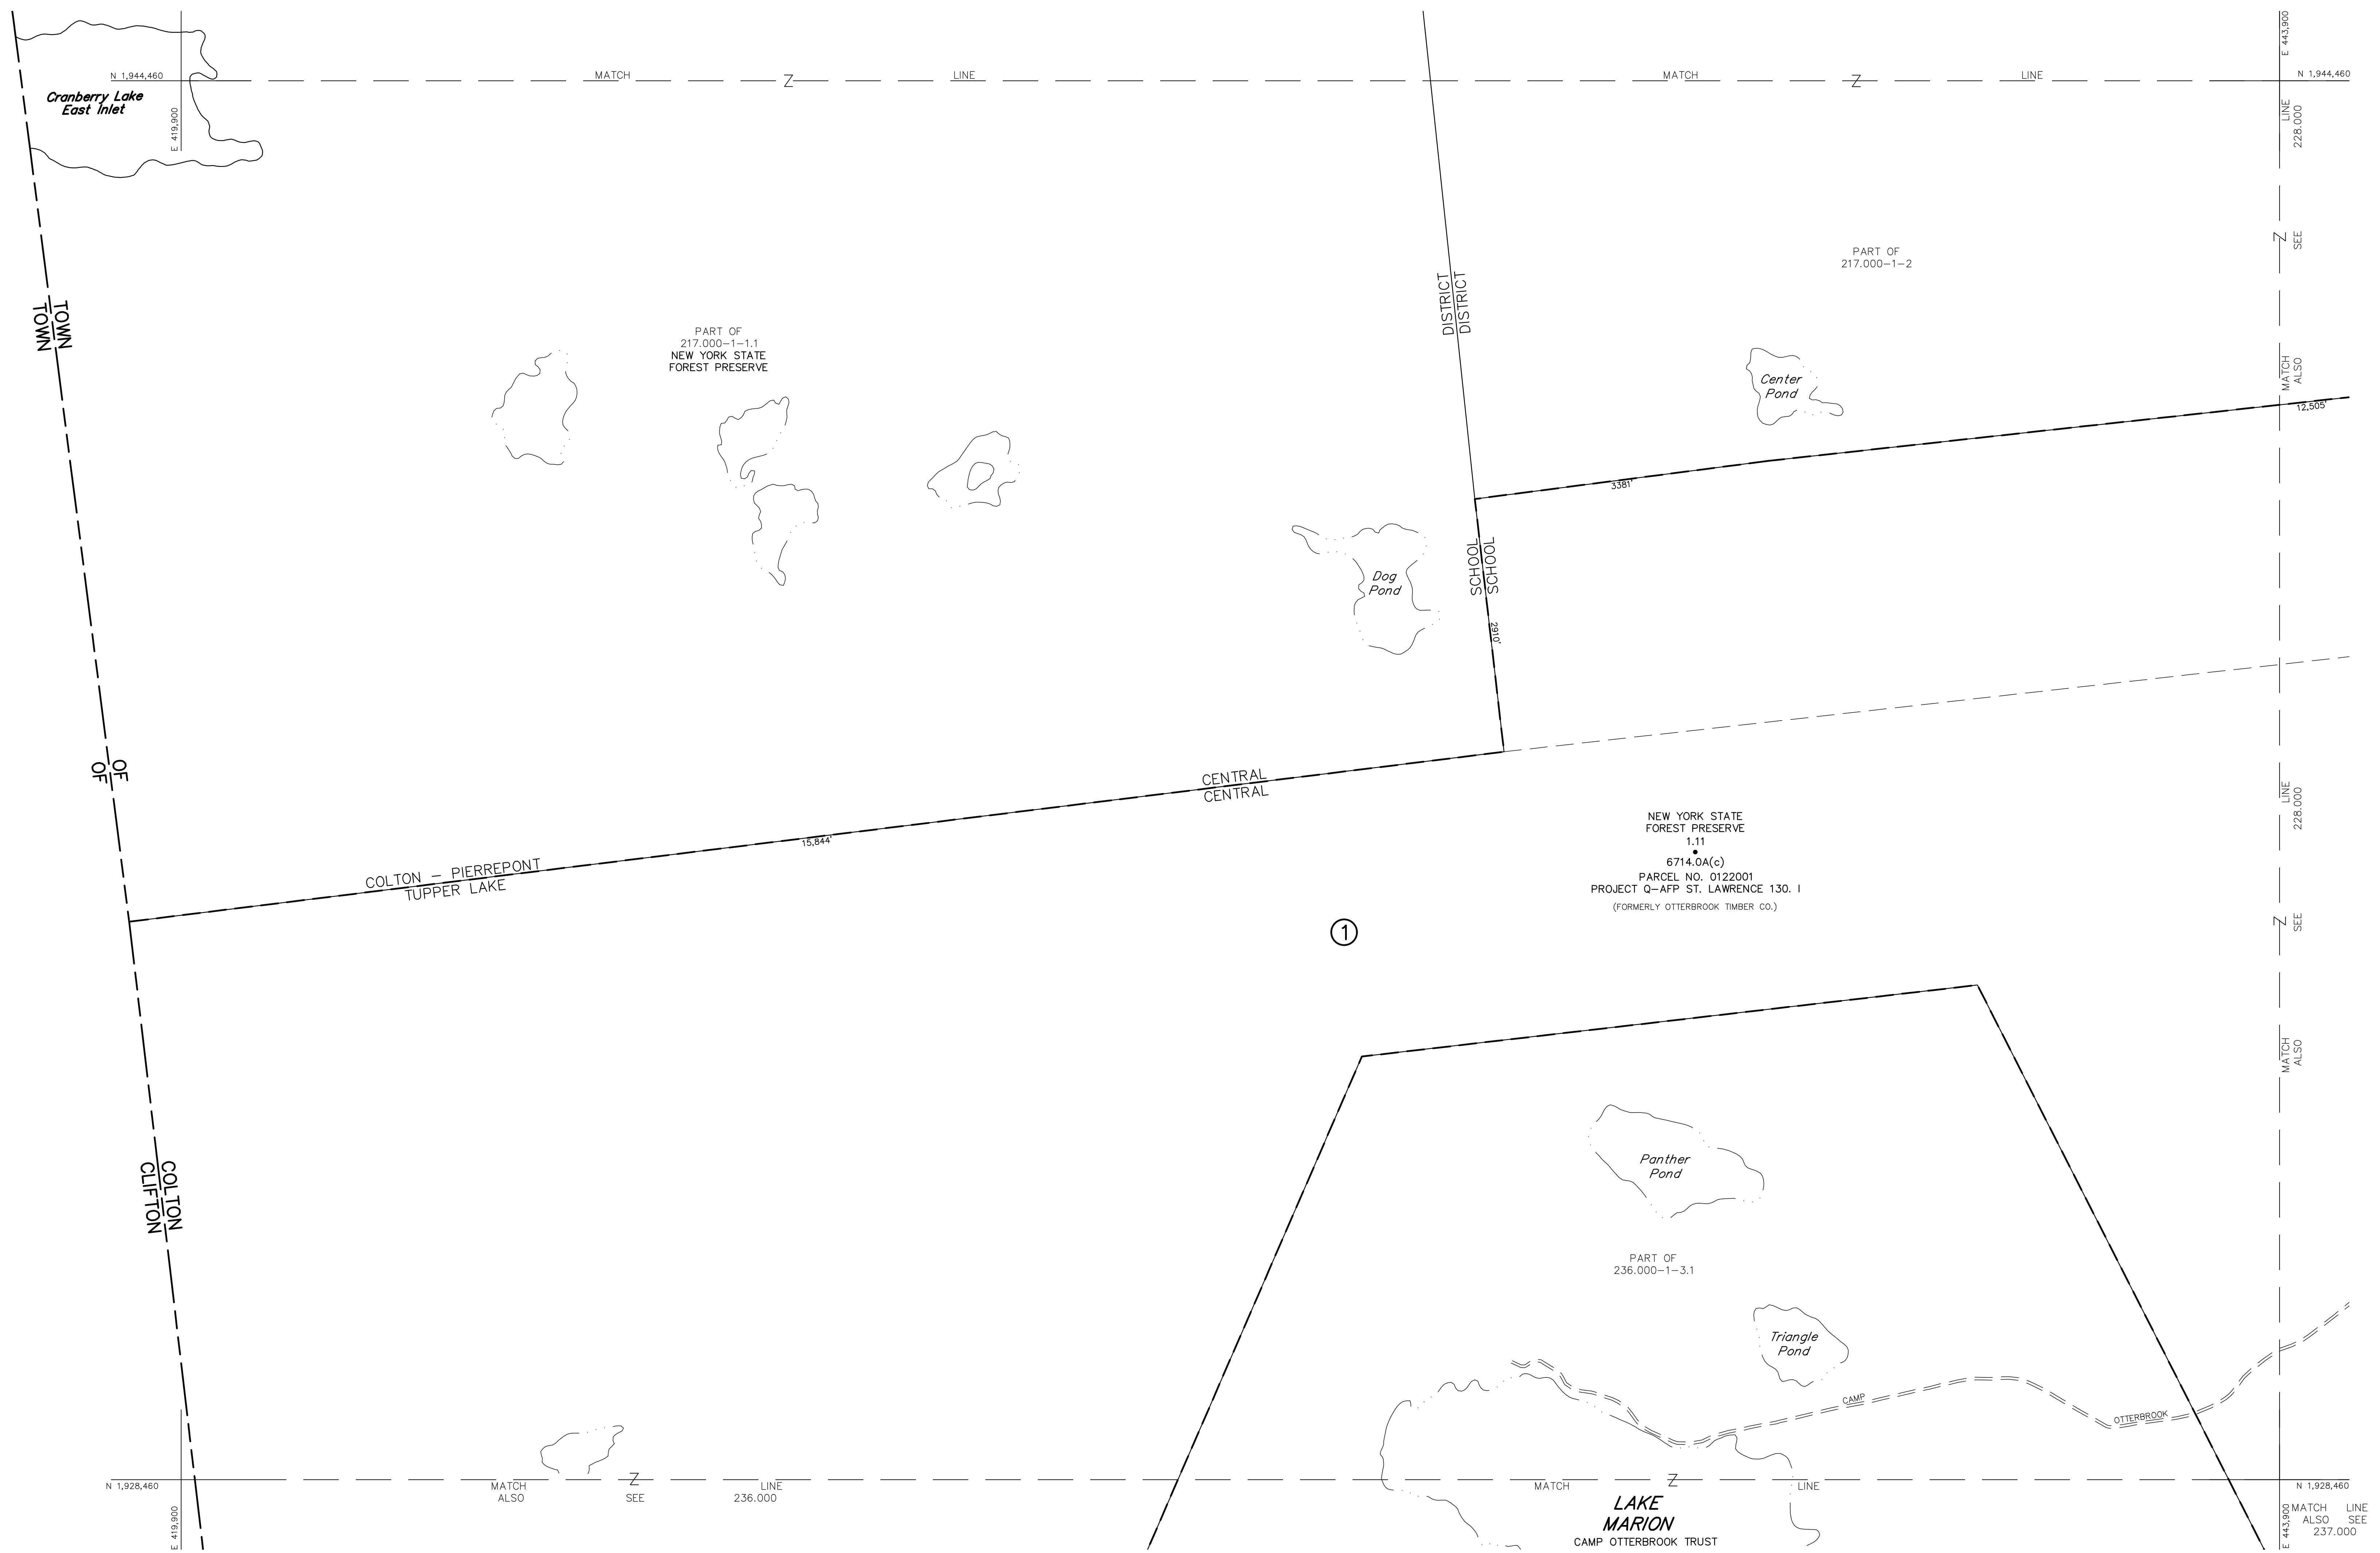 E 443,900
N 1,944,460
MATCH
Z
LINE
MATCH
Z
LINE
N 1,944,460
Cranberry Lake
East Inlet
E 419,900
LINE
228.000
Z
SEE
PART OF
217.000-1-2
DISTRICT
DISTRICT
TOWN
TOWN
PART OF
217.000-1-1.1
NEW YORK STATE
FOREST PRESERVE
Center
Pond
MATCH
ALSO
12,505'
3381'
SCHOOL
SCHOOL
Dog
Pond
2910'
OF
OF
CENTRAL
CENTRAL
15,844'
COLTON - PIERREPONT
TUPPER LAKE
LINE
228.000
NEW YORK STATE
FOREST PRESERVE
1.11
6714.0A(c)
PARCEL NO. 0122001
PROJECT Q-AFP ST. LAWRENCE 130. I
(FORMERLY OTTERBROOK TIMBER CO.)
Z
SEE
1
MATCH
ALSO
COLTON
CLIFTON
Panther
Pond
PART OF
236.000-1-3.1
Triangle
Pond
CAMP
OTTERBROOK
N 1,928,460
MATCH
Z
LINE
ALSO
SEE
236.000
MATCH
Z
LINE
N 1,928,460
LAKE
MARION
CAMP OTTERBROOK TRUST
E 419,900
E 443,900
MATCH LINE
ALSO SEE
237.000